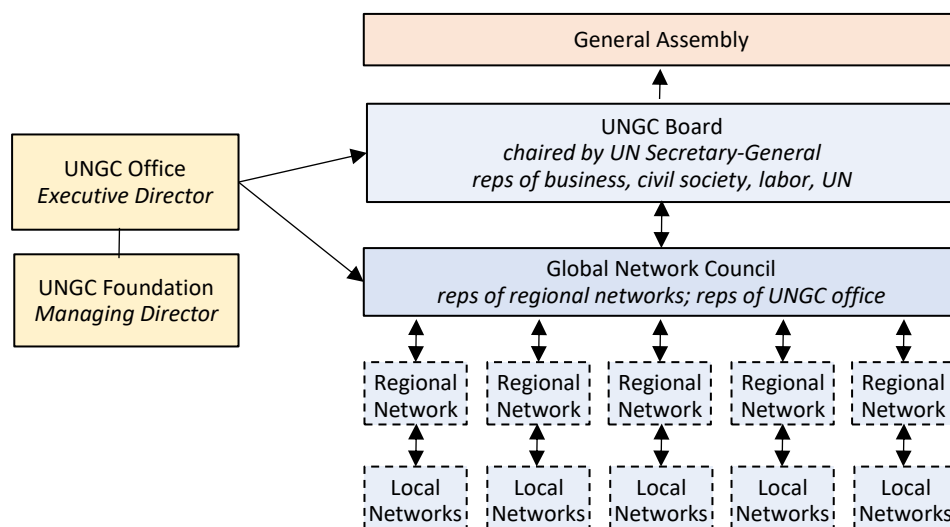 General Assembly
UNGC Board
chaired by UN Secretary-General
reps of business, civil society, labor, UN
UNGC Office
Executive Director
UNGC Foundation
Managing Director
Global Network Council
reps of regional networks; reps of UNGC office
Regional
Network
Regional
Network
Regional
Network
Regional
Network
Regional
Network
Local
Networks
Local
Networks
Local
Networks
Local
Networks
Local
Networks